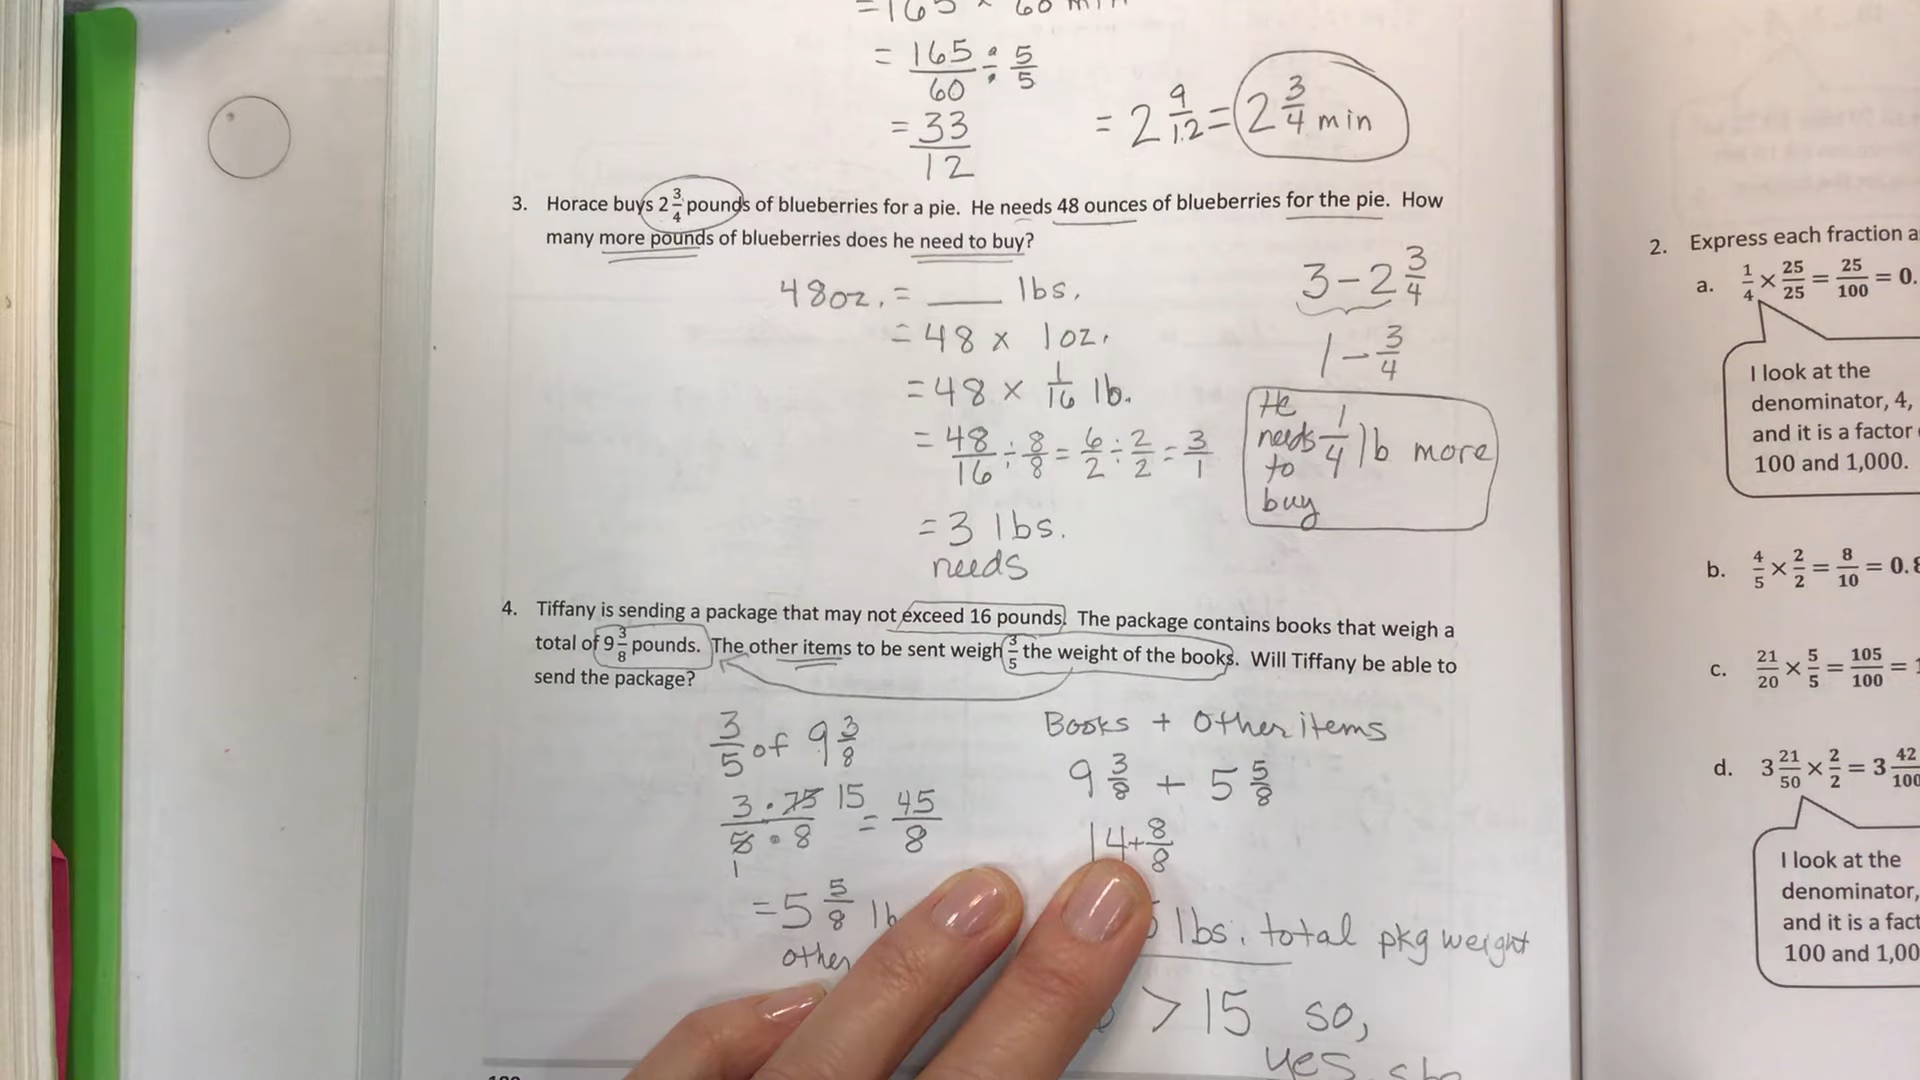 = 165 × 60 min
= 165/60 ÷ 5/5
= 33/12
= 2 9/12 = 2 3/4 min
3. Horace buys 2 3/4 pounds of blueberries for a pie. He needs 48 ounces of blueberries for the pie. How
many more pounds of blueberries does he need to buy?
48 oz. = ____ lbs.
= 48 × 1 oz.
= 48 × 1/16 lb.
= 48/16 ÷ 8/8 = 6/2 ÷ 2/2 = 3/1
= 3 lbs.
needs
3 − 2 3/4
1 − 3/4
He
needs 1/4 lb more
to
buy
4. Tiffany is sending a package that may not exceed 16 pounds. The package contains books that weigh a
total of 9 3/8 pounds. The other items to be sent weigh 3/5 the weight of the books. Will Tiffany be able to
send the package?
3/5 of 9 3/8
3 · 75 15 / 5 · 8 = 45/8
1
= 5 5/8 lb
other
Books + Other items
9 3/8 + 5 5/8
14 + 8/8
lbs. total pkg weight
> 15 so,
yes
2. Express each fraction a
a. 1/4 × 25/25 = 25/100 = 0.
I look at the
denominator, 4,
and it is a factor
100 and 1,000.
b. 4/5 × 2/2 = 8/10 = 0.8
c. 21/20 × 5/5 = 105/100 = 1
d. 3 21/50 × 2/2 = 3 42/100
I look at the
denominator,
and it is a fact
100 and 1,00